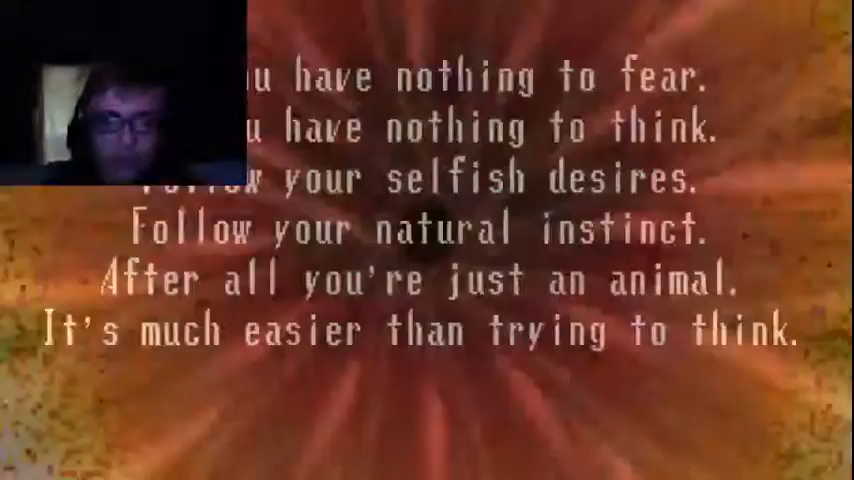 have nothing to fear.
have nothing to think.
your selfish desires.
Follow your natural instinct.
After all you're just an animal.
It's much easier than trying to think.